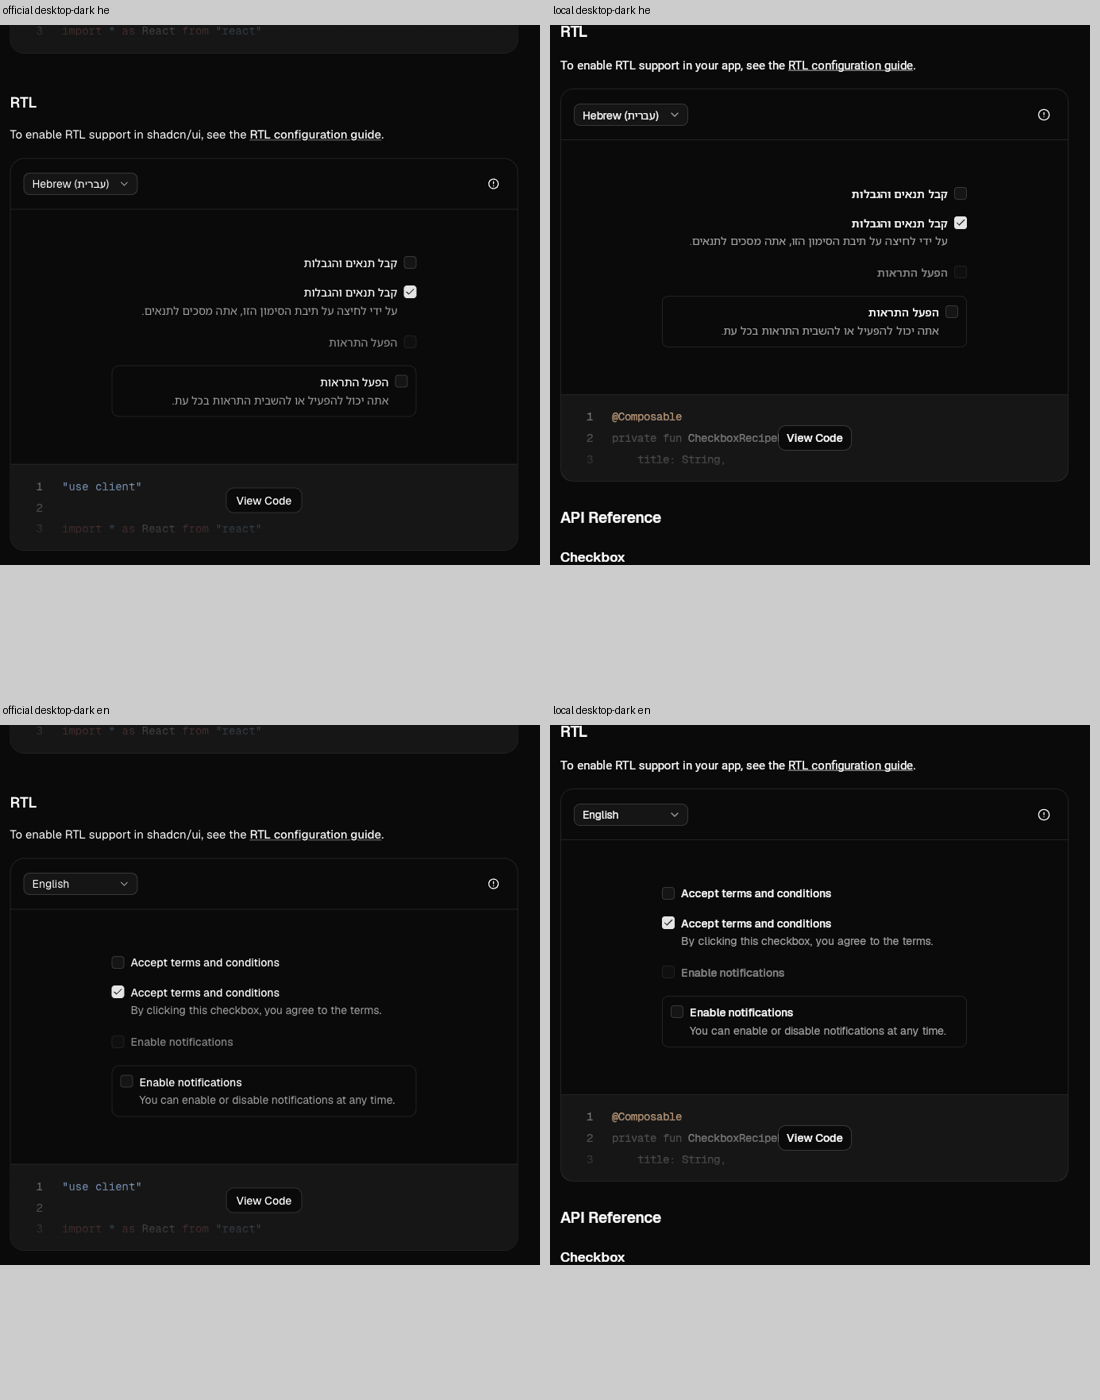 official desktop-dark he
3 import * as React from "react"
RTL
To enable RTL support in shadcn/ui, see the RTL configuration guide.
Hebrew (עברית)
קבל תנאים והגבלות
קבל תנאים והגבלות
על ידי לחיצה על תיבת הסימון הזו, אתה מסכים לתנאים.
הפעל התראות
הפעל התראות
אתה יכול להפעיל או להשבית התראות בכל עת.
1 "use client"
2
View Code
3 import * as React from "react"
local desktop-dark he
RTL
To enable RTL support in your app, see the RTL configuration guide.
Hebrew (עברית)
קבל תנאים והגבלות
קבל תנאים והגבלות
על ידי לחיצה על תיבת הסימון הזו, אתה מסכים לתנאים.
הפעל התראות
הפעל התראות
אתה יכול להפעיל או להשבית התראות בכל עת.
1 @Composable
2 private fun CheckboxRecipe View Code
3 title: String,
API Reference
Checkbox
official desktop-dark en
3 import * as React from "react"
RTL
To enable RTL support in shadcn/ui, see the RTL configuration guide.
English
Accept terms and conditions
Accept terms and conditions
By clicking this checkbox, you agree to the terms.
Enable notifications
Enable notifications
You can enable or disable notifications at any time.
1 "use client"
2
View Code
3 import * as React from "react"
local desktop-dark en
RTL
To enable RTL support in your app, see the RTL configuration guide.
English
Accept terms and conditions
Accept terms and conditions
By clicking this checkbox, you agree to the terms.
Enable notifications
Enable notifications
You can enable or disable notifications at any time.
1 @Composable
2 private fun CheckboxRecipe View Code
3 title: String,
API Reference
Checkbox